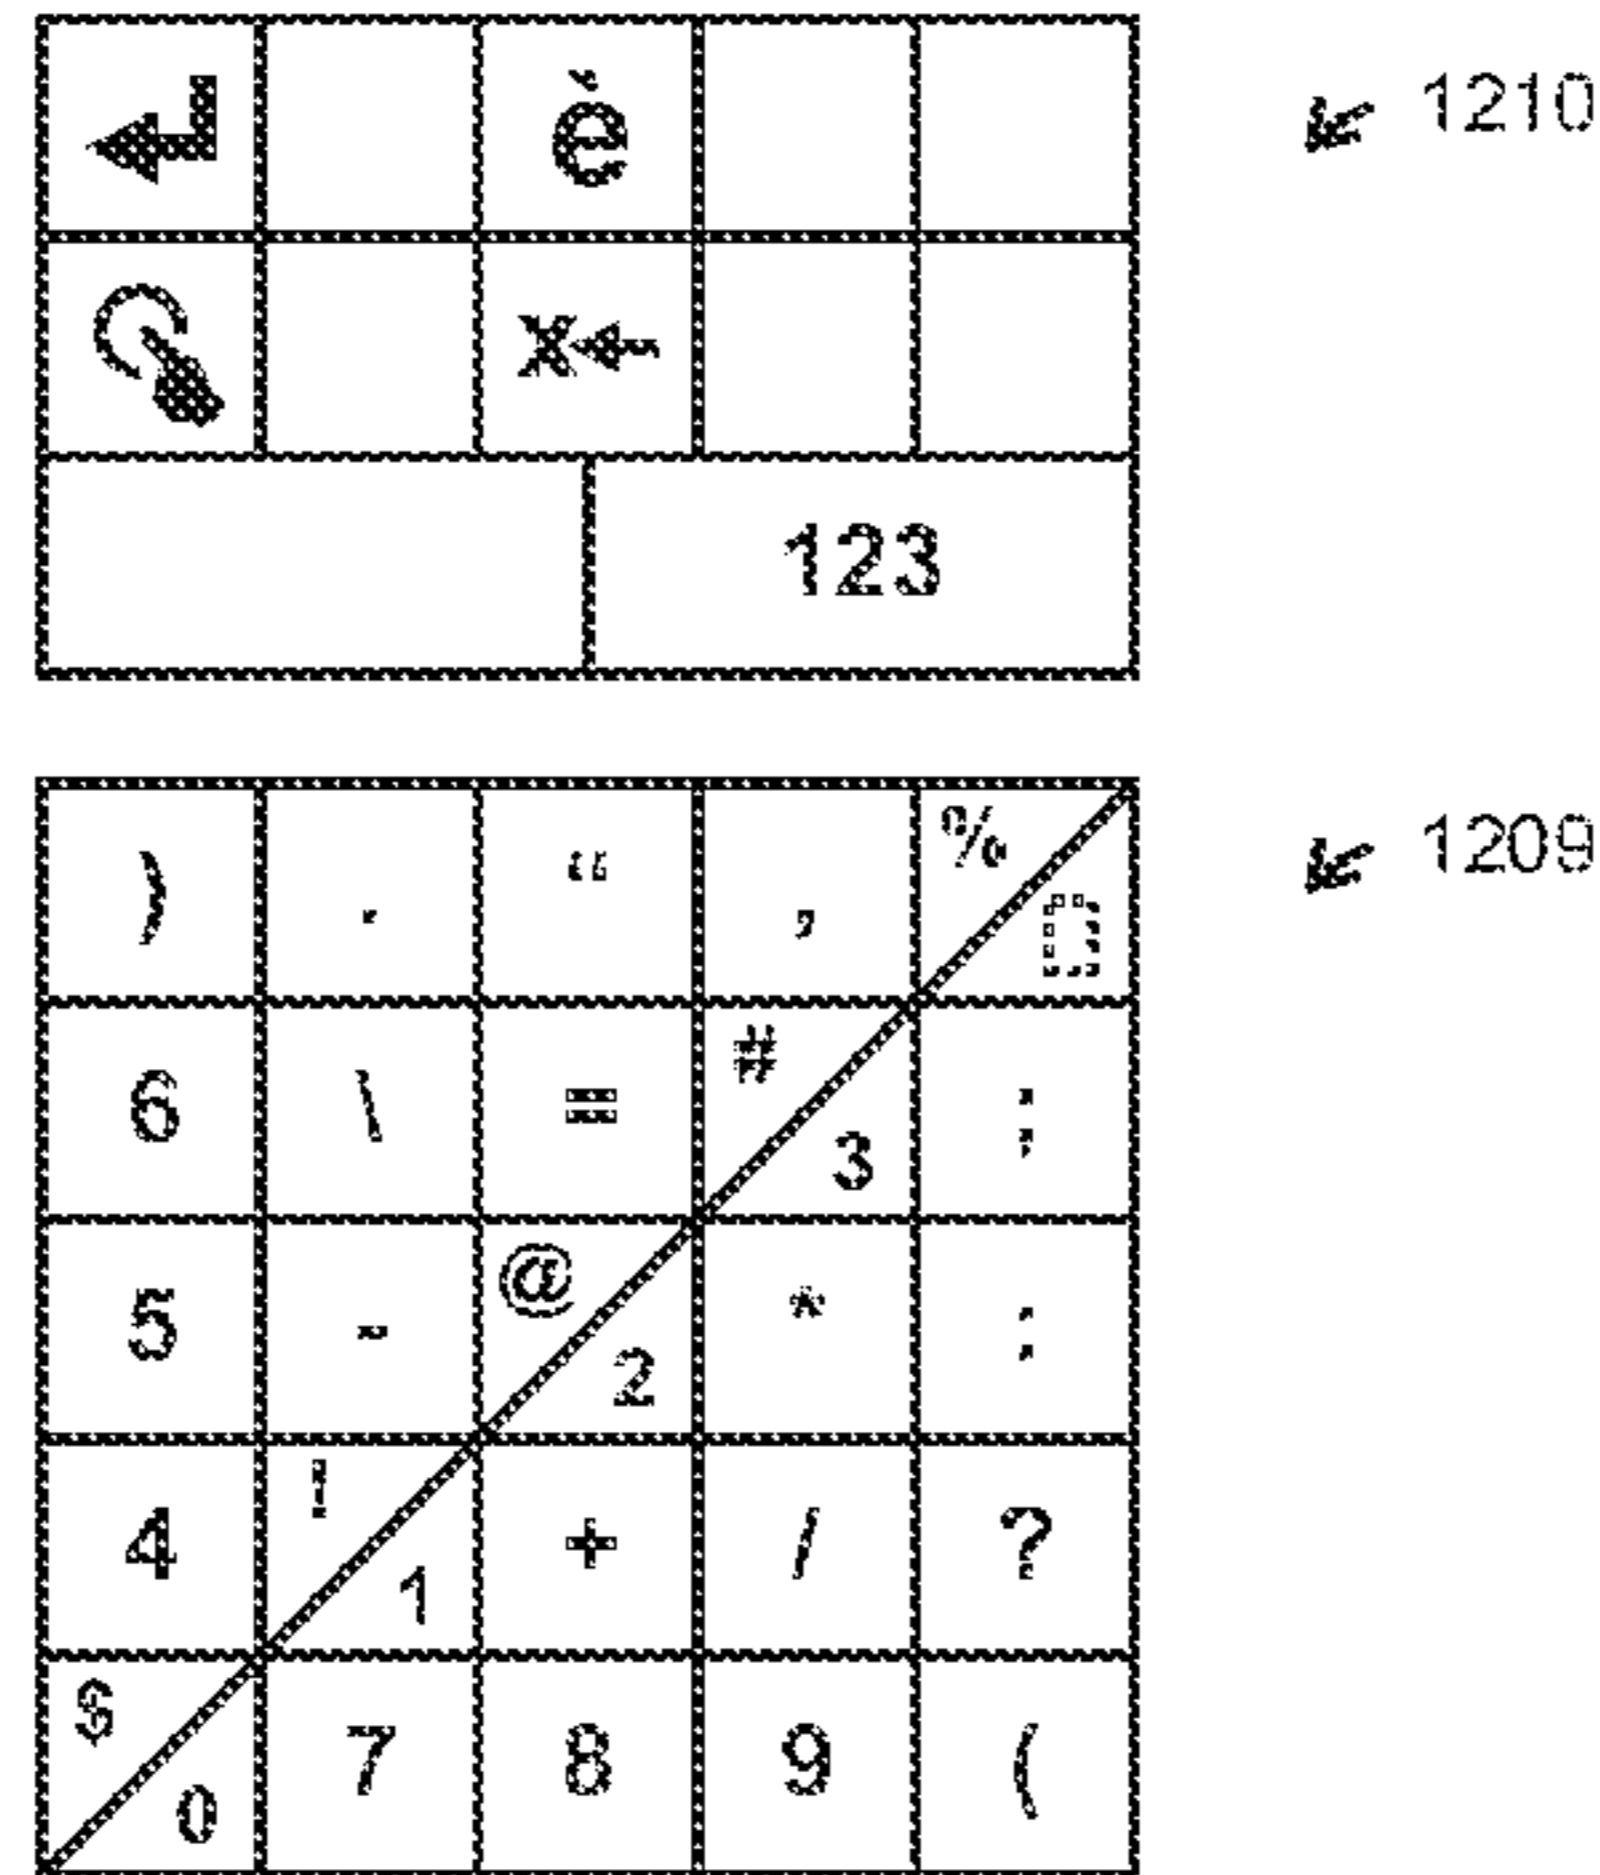 è 1210
x
123
) . “ , % 1209
6 \ = # 3 ;
5 - @ 2 * :
4 ! 1 + / ?
$ 0 7 8 9 (